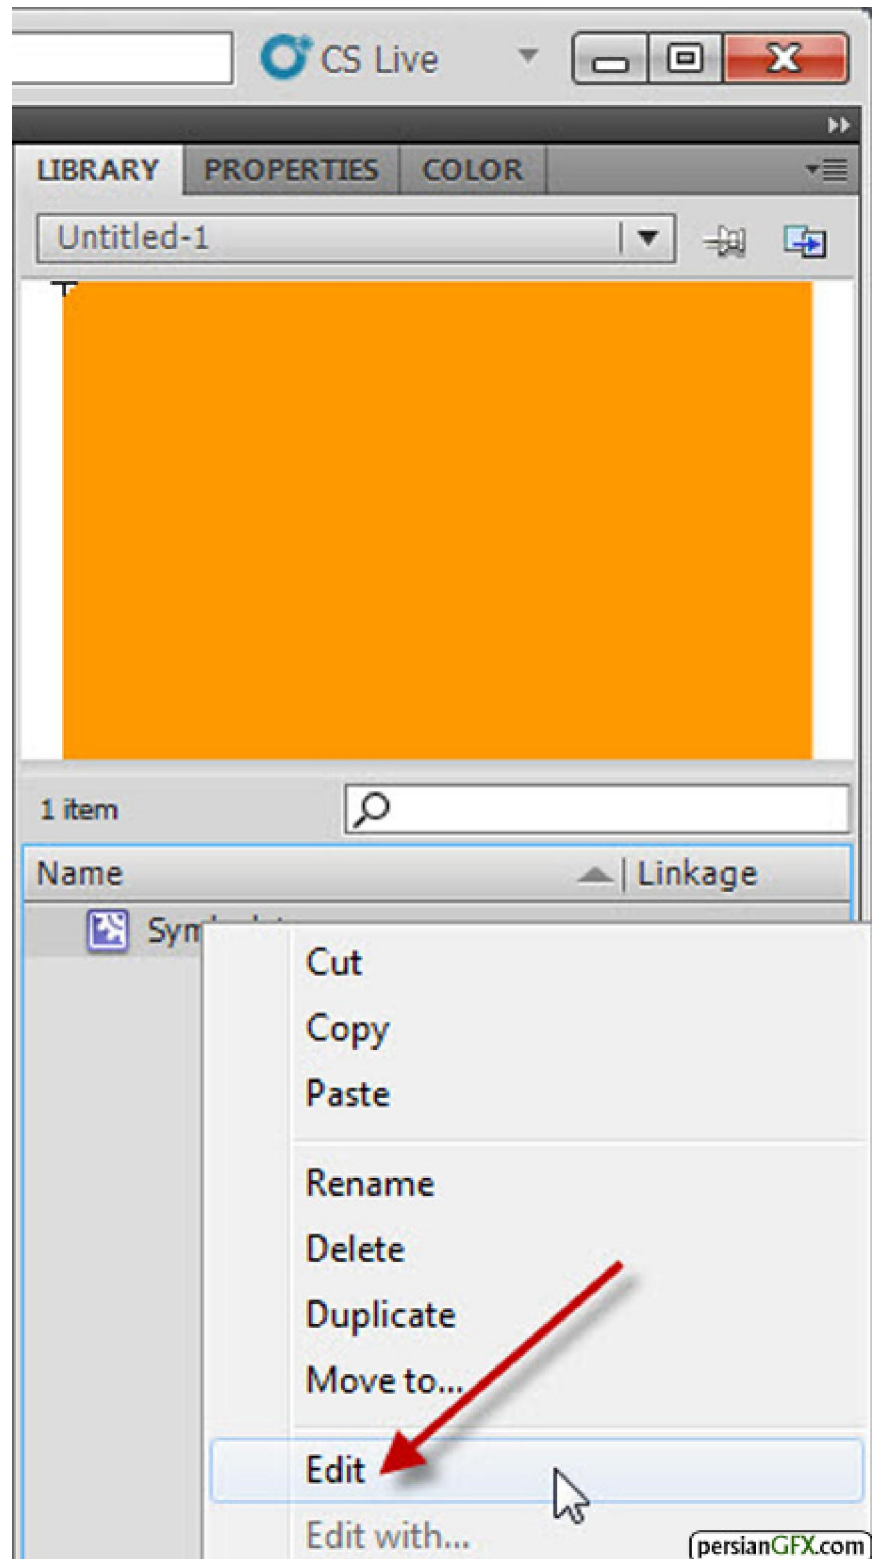 CS Live
LIBRARY PROPERTIES COLOR
Untitled-1
1 item
Name Linkage
Cut
Copy
Paste
Rename
Delete
Duplicate
Move to...
Edit
Edit with...
persianGFX.com